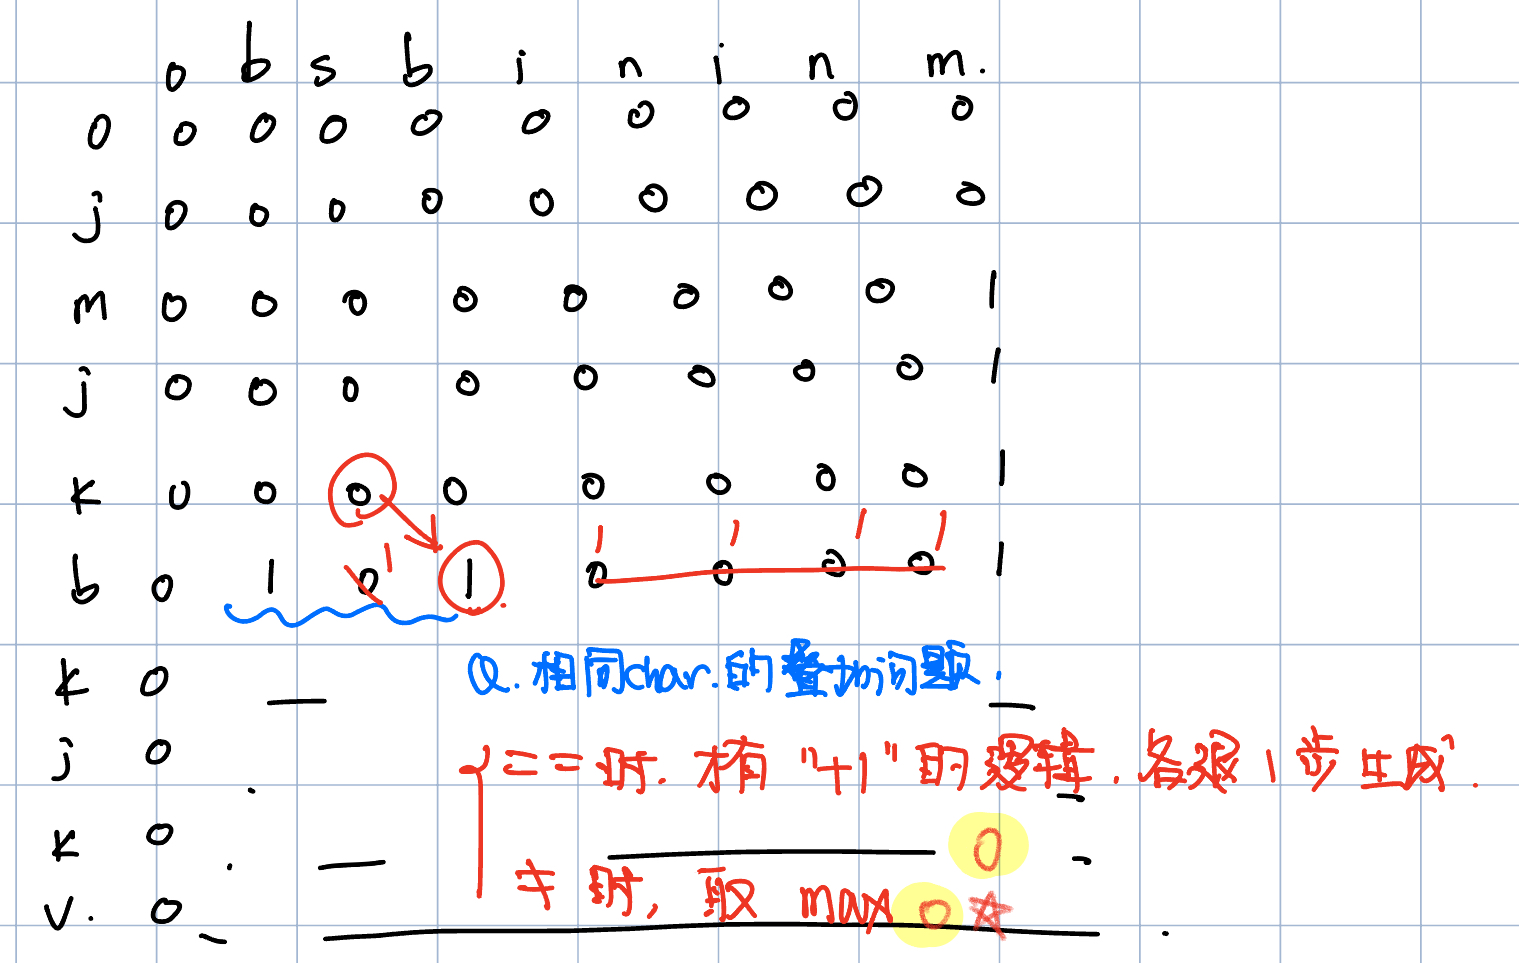 o b s b i n i n m.
0 0 0 0 0 0 0 0 0 0
j 0 0 0 0 0 0 0 0 0
m 0 0 0 0 0 0 0 0 1
j 0 0 0 0 0 0 0 0 1
k 0 0 0 0 0 0 0 0 1
1 1 1 1
b 0 1 0 1 1 0 0 0 0 1
k 0 Q. 相同char.的叠加问题.
j 0 { == 时. 才有 "+1" 的逻辑. 各退1步生成.
k 0 0
v. 0 ≠ 时, 取 max 0 ☆